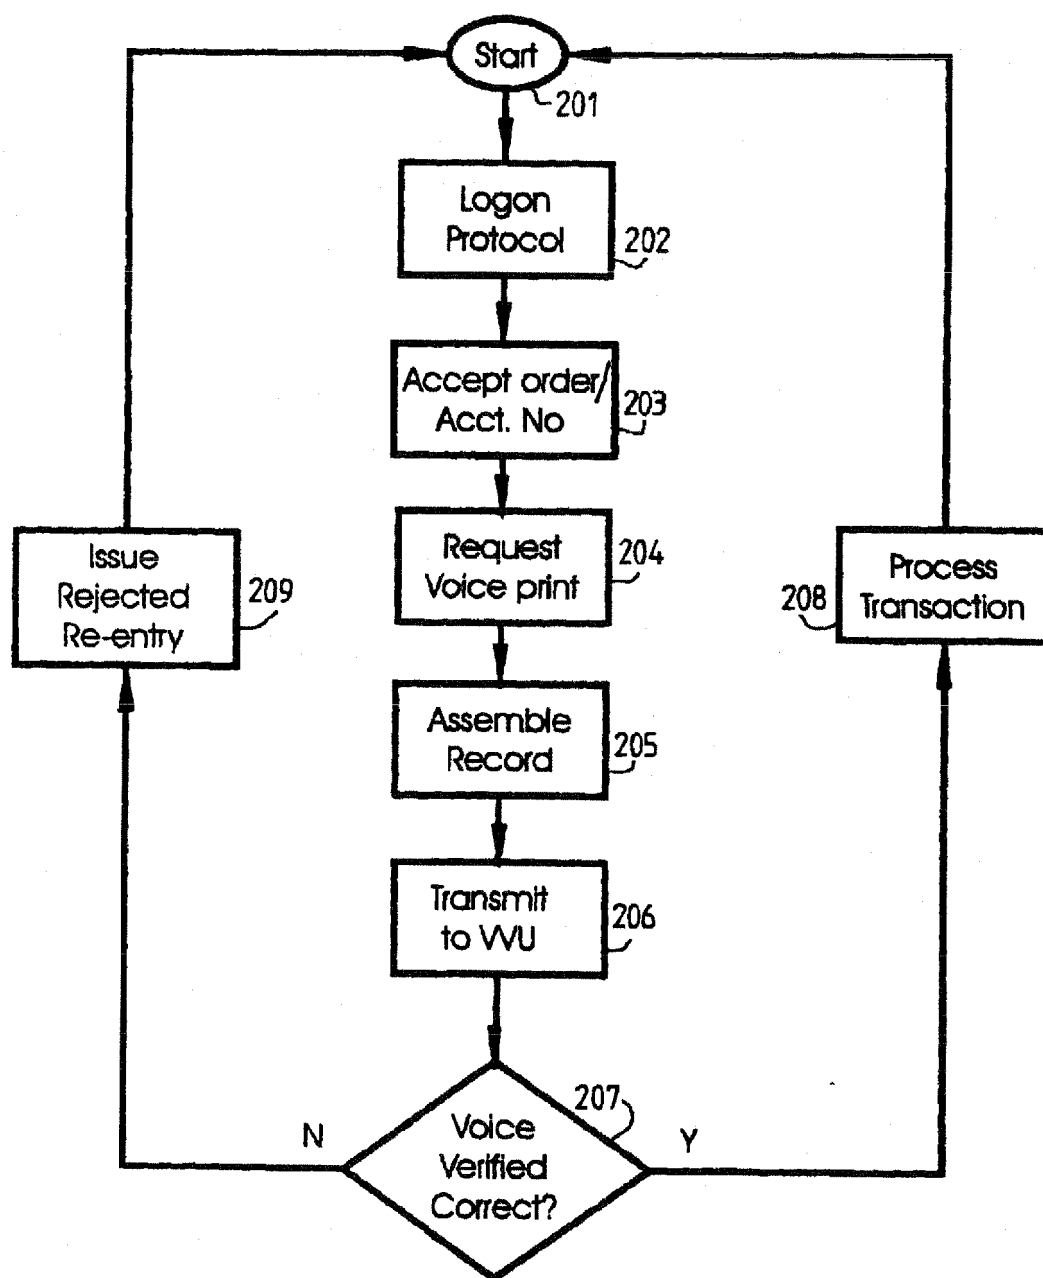 Start
201
Logon
Protocol
202
Accept order/
Acct. No
203
Request
Voice print
204
Assemble
Record
205
Transmit
to VVU
206
Voice
Verified
Correct?
207
N
Y
Issue
Rejected
Re-entry
209
Process
Transaction
208